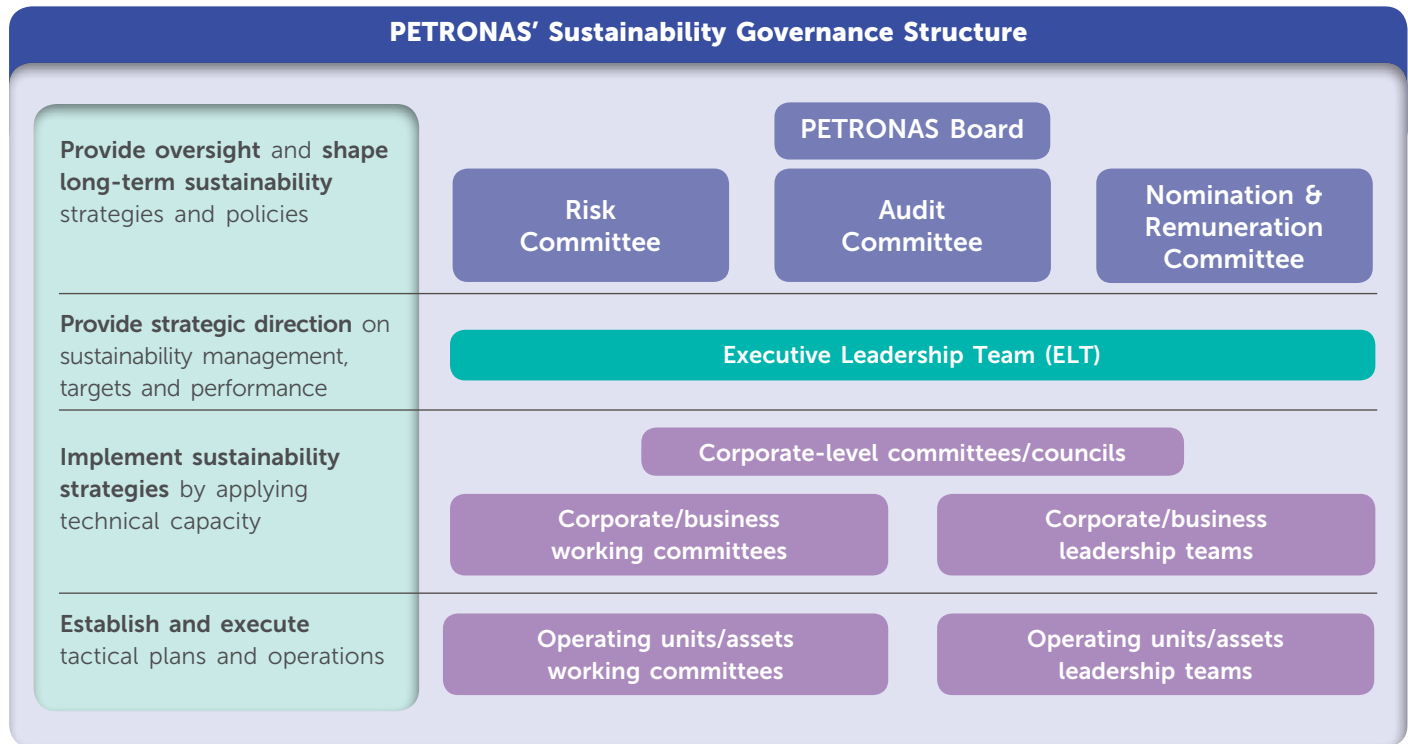 PETRONAS' Sustainability Governance Structure
Provide oversight and shape
long-term sustainability
strategies and policies
PETRONAS Board
Risk
Committee
Audit
Committee
Nomination &
Remuneration
Committee
Provide strategic direction on
sustainability management,
targets and performance
Executive Leadership Team (ELT)
Implement sustainability
strategies by applying
technical capacity
Corporate-level committees/councils
Corporate/business
working committees
Corporate/business
leadership teams
Establish and execute
tactical plans and operations
Operating units/assets
working committees
Operating units/assets
leadership teams